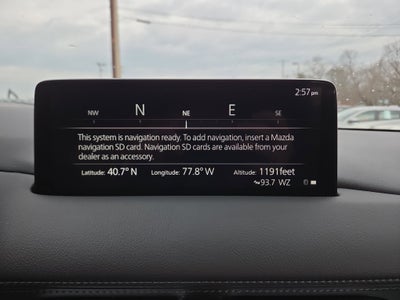 2:57 pm
NW N NE E SE
This system is navigation ready. To add navigation, insert a Mazda
navigation SD card. Navigation SD cards are available from your
dealer as an accessory.
Latitude: 40.7° N Longitude: 77.8° W Altitude: 1191feet
93.7 WZ